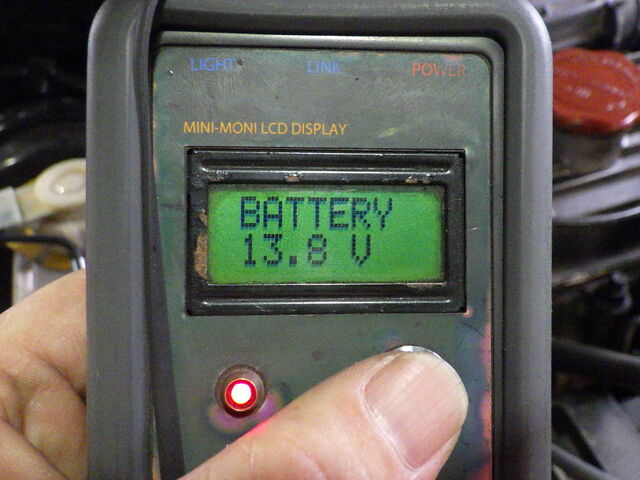 LIGHT LINK POWER
MINI-MONI LCD DISPLAY
BATTERY
13.8 V